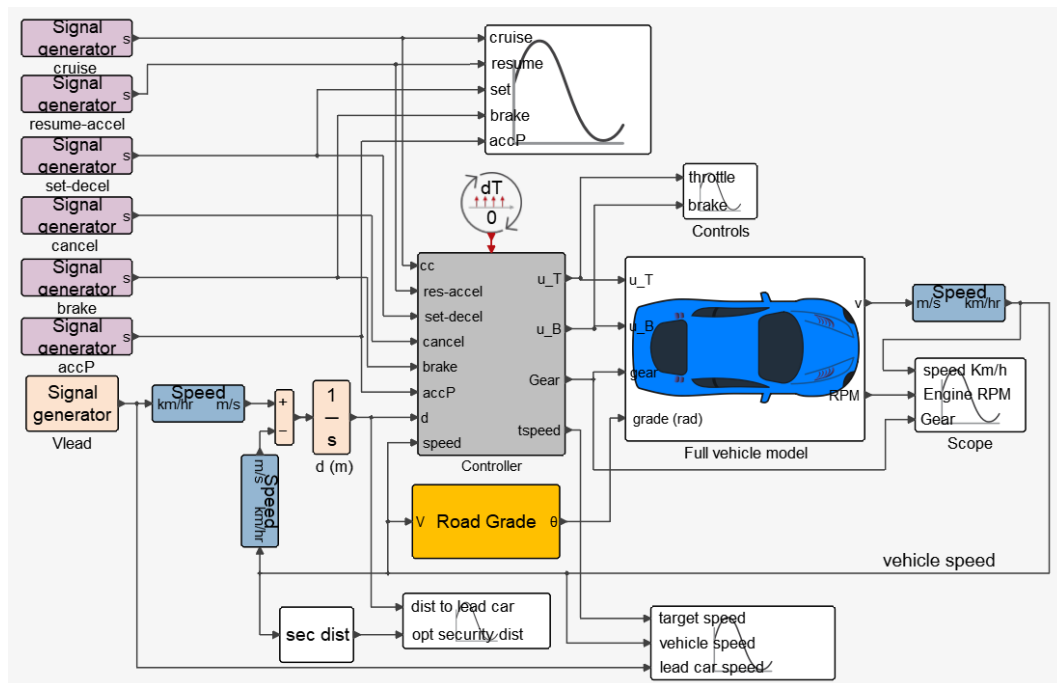 Signal
generator
s
cruise
Signal
generator
s
resume-accel
Signal
generator
s
set-decel
Signal
generator
s
cancel
Signal
generator
s
brake
Signal
generator
s
accP
Signal
generator
Vlead
cruise
resume
set
brake
accP
dT
0
throttle
brake
Controls
cc
res-accel
set-decel
cancel
brake
accP
d
speed
u_T
u_B
Gear
tspeed
Controller
u_T
u_B
gear
grade (rad)
v
RPM
Full vehicle model
Speed
m/s km/hr
speed Km/h
Engine RPM
Gear
Scope
Speed
km/hr m/s
+
−
1
s
d (m)
Speed
m/s km/hr
V Road Grade θ
vehicle speed
sec dist
dist to lead car
opt security dist
target speed
vehicle speed
lead car speed